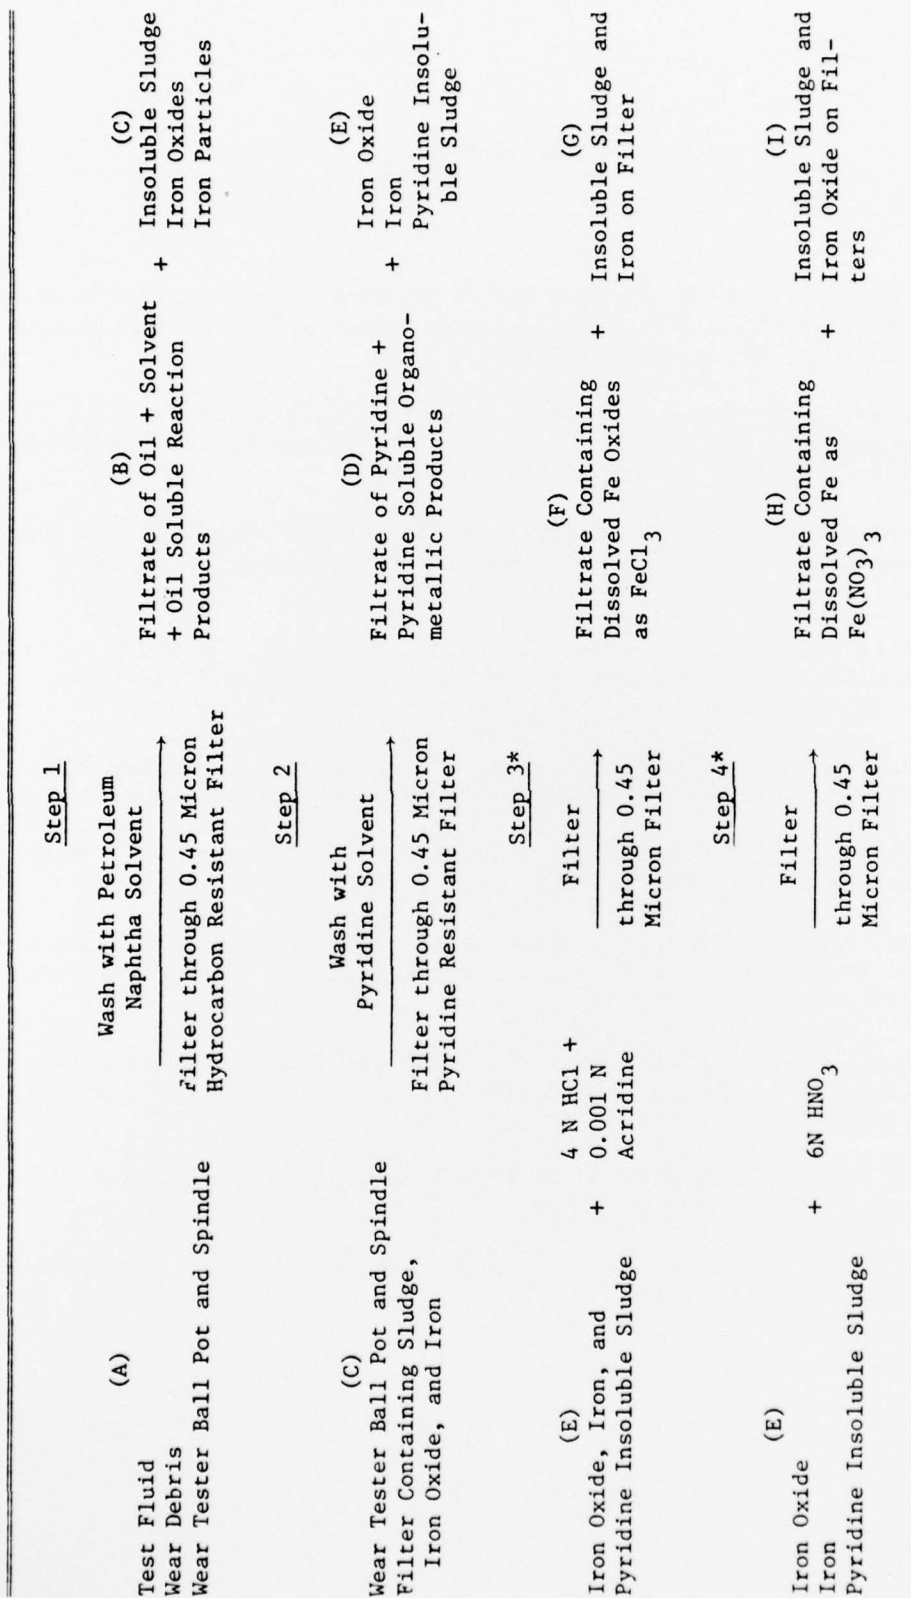 Step 1
(A)
Test Fluid
Wear Debris
Wear Tester Ball Pot and Spindle
Wash with Petroleum
Naphtha Solvent
Filter through 0.45 Micron
Hydrocarbon Resistant Filter
(B)
Filtrate of Oil + Solvent
+ Oil Soluble Reaction
Products
+
(C)
Insoluble Sludge
Iron Oxides
Iron Particles
Step 2
(C)
Wear Tester Ball Pot and Spindle
Filter Containing Sludge,
Iron Oxide, and Iron
Wash with
Pyridine Solvent
Filter through 0.45 Micron
Pyridine Resistant Filter
(D)
Filtrate of Pyridine +
Pyridine Soluble Organo-
metallic Products
+
(E)
Iron Oxide
Iron
Pyridine Insolu-
ble Sludge
Step 3*
(E)
Iron Oxide, Iron, and
Pyridine Insoluble Sludge
+
4 N HCl +
0.001 N
Acridine
Filter
through 0.45
Micron Filter
(F)
Filtrate Containing
Dissolved Fe Oxides
as FeCl3
+
(G)
Insoluble Sludge and
Iron on Filter
Step 4*
(E)
Iron Oxide
Iron
Pyridine Insoluble Sludge
+
6N HNO3
Filter
through 0.45
Micron Filter
(H)
Filtrate Containing
Dissolved Fe as
Fe(NO3)3
+
(I)
Insoluble Sludge and
Iron Oxide on Fil-
ters